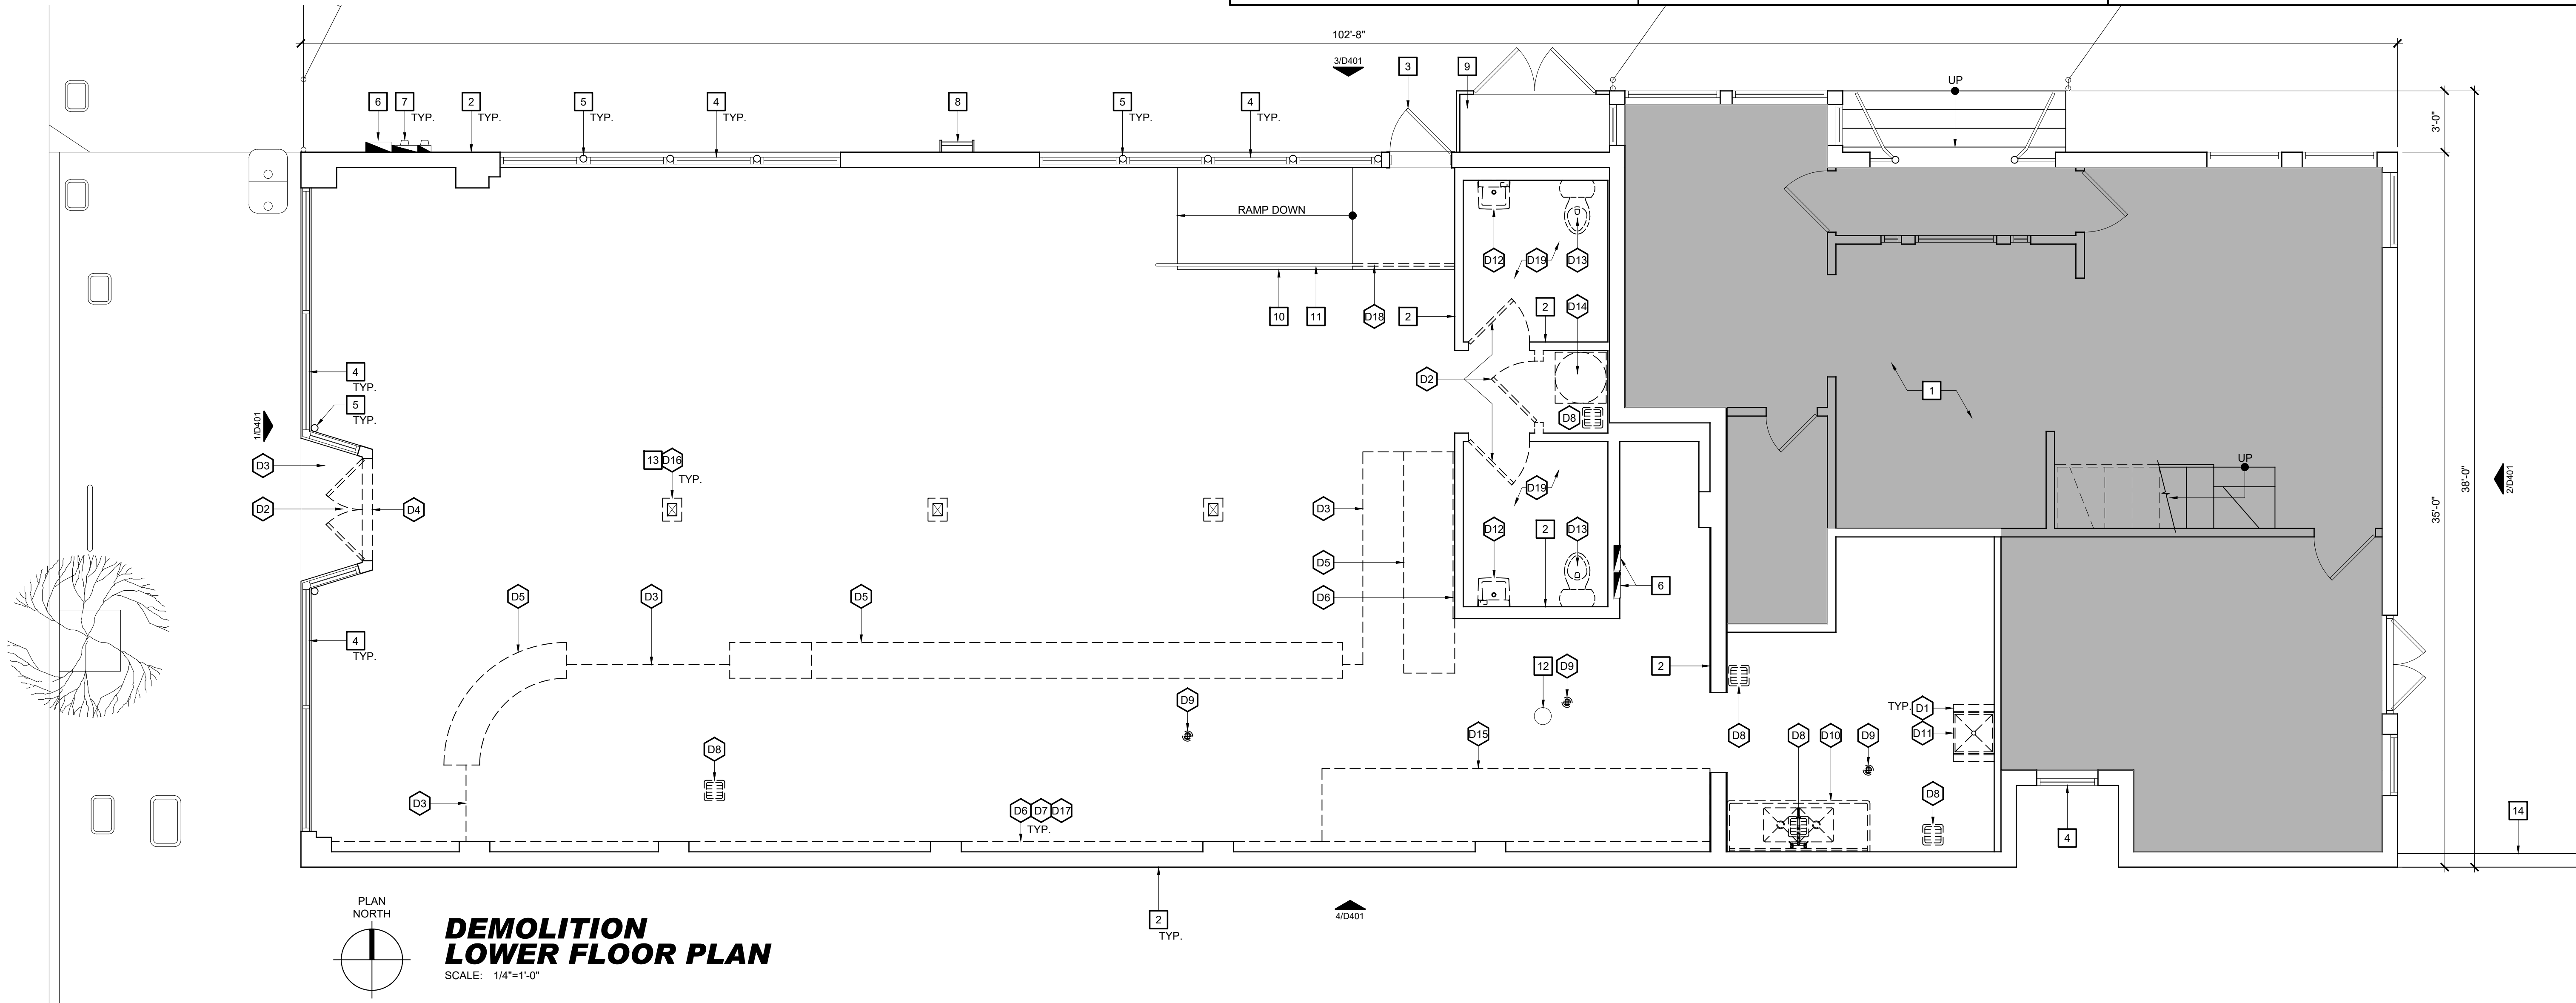 102'-8"
3/D401
3
9
UP
6
7
TYP.
2
TYP.
5
TYP.
4
TYP.
8
5
TYP.
4
TYP.
3'-0"
RAMP DOWN
D12
D19
D13
10
11
D18
2
2
D14
4
TYP.
5
TYP.
D2
1
D8
1/D401
D3
D2
D4
13
D16
TYP.
UP
38'-0"
2/D401
35'-0"
D3
D19
D12
2
D13
D5
D6
6
D5
D3
D5
4
TYP.
12
D9
2
D9
D8
D15
D8
D8
D10
D9
TYP.
D1
D11
D8
D3
D6
D7
D17
TYP.
4
14
2
TYP.
4/D401
PLAN
NORTH
DEMOLITION
LOWER FLOOR PLAN
SCALE: 1/4"=1'-0"